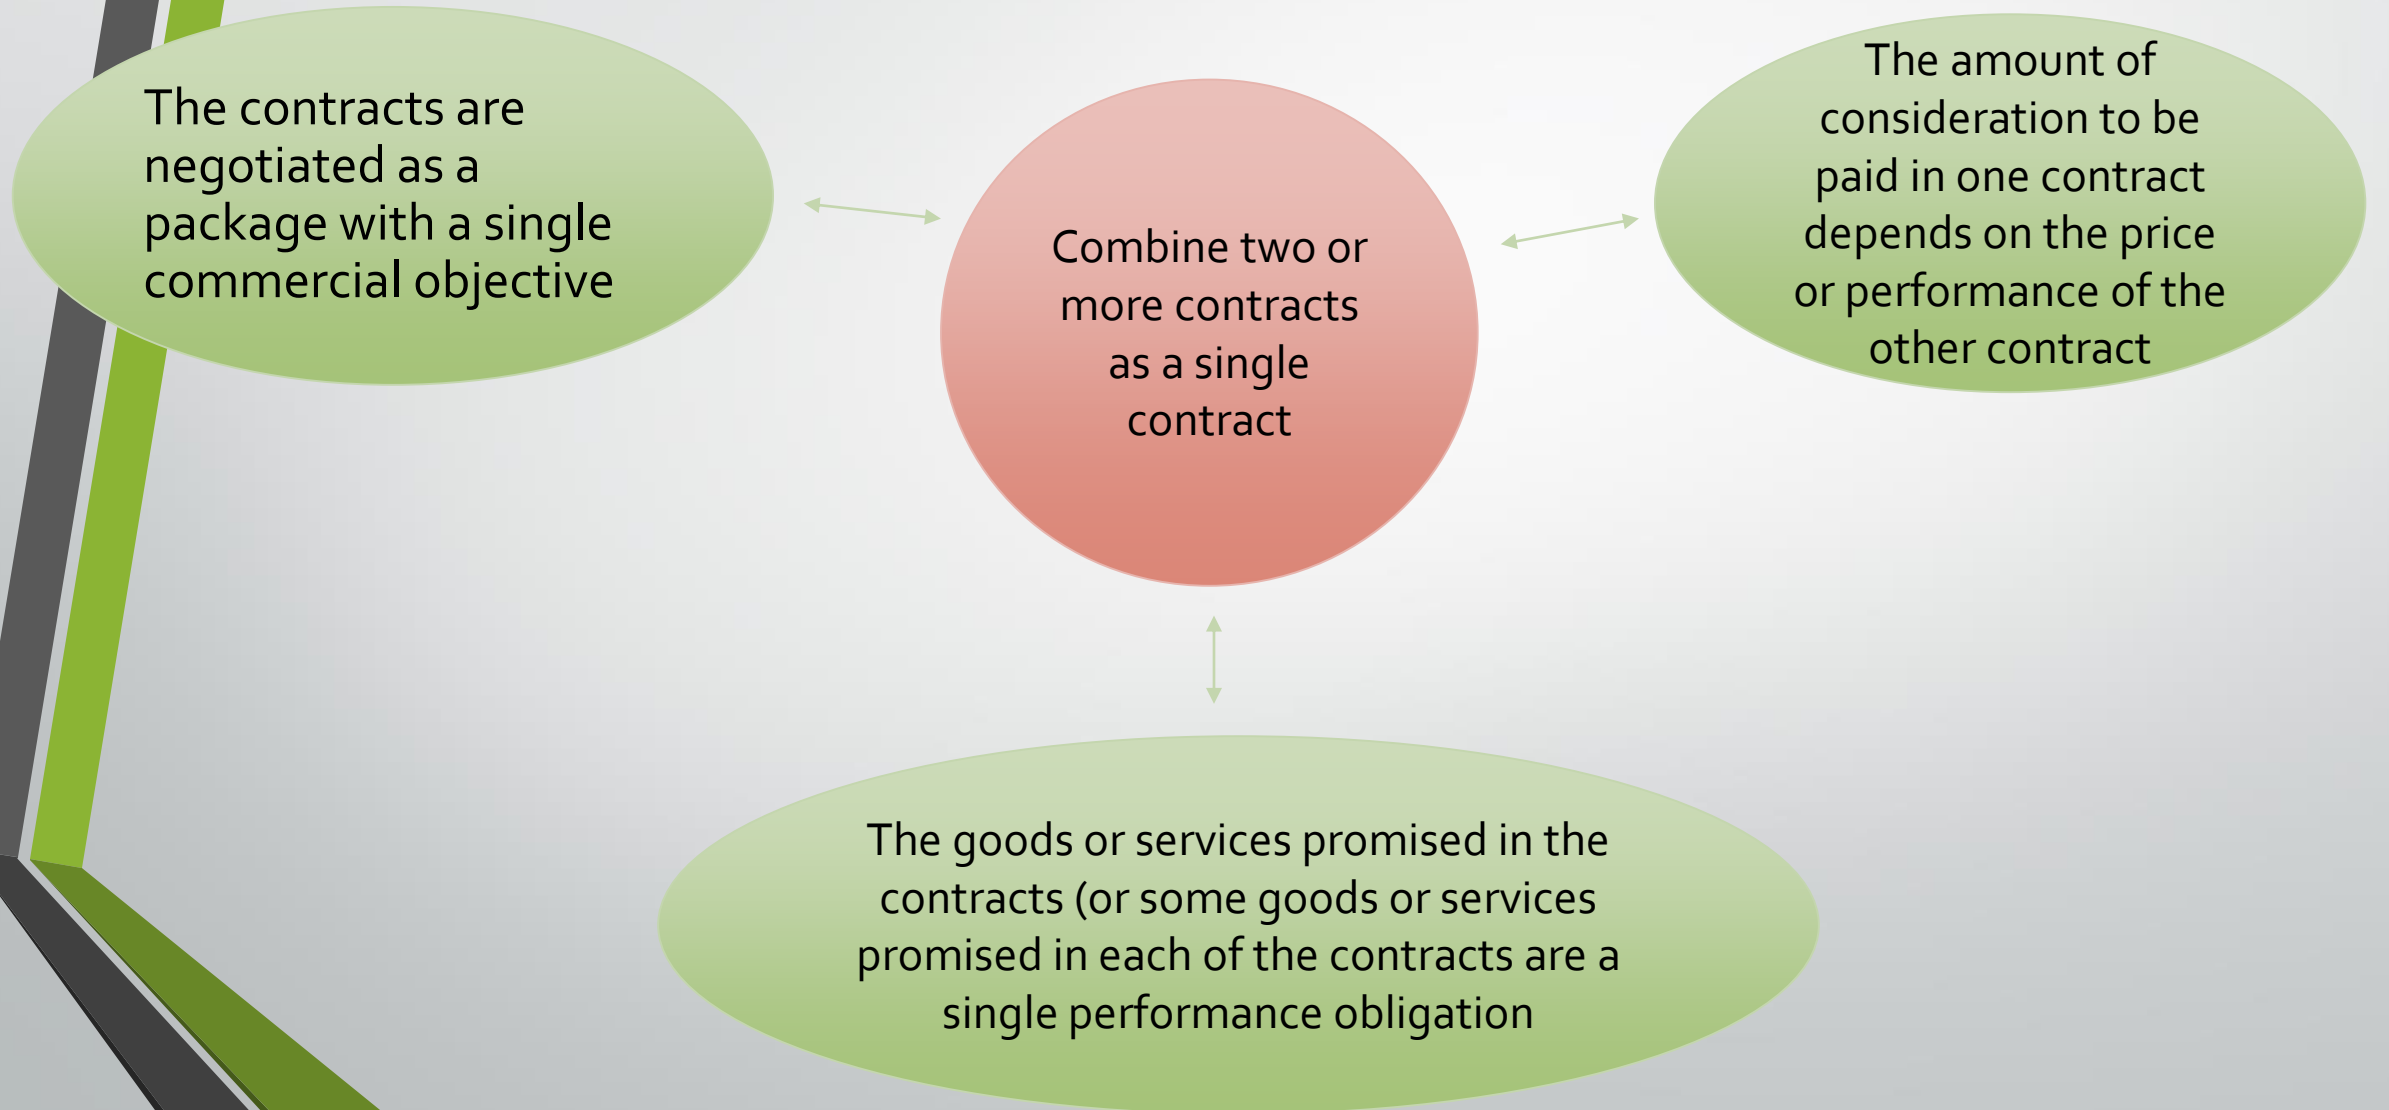 The contracts are
negotiated as a
package with a single
commercial objective
Combine two or
more contracts
as a single
contract
The amount of
consideration to be
paid in one contract
depends on the price
or performance of the
other contract
The goods or services promised in the
contracts (or some goods or services
promised in each of the contracts are a
single performance obligation